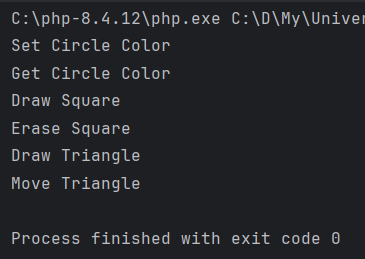 C:\php-8.4.12\php.exe C:\D\My\Univer
Set Circle Color
Get Circle Color
Draw Square
Erase Square
Draw Triangle
Move Triangle
Process finished with exit code 0